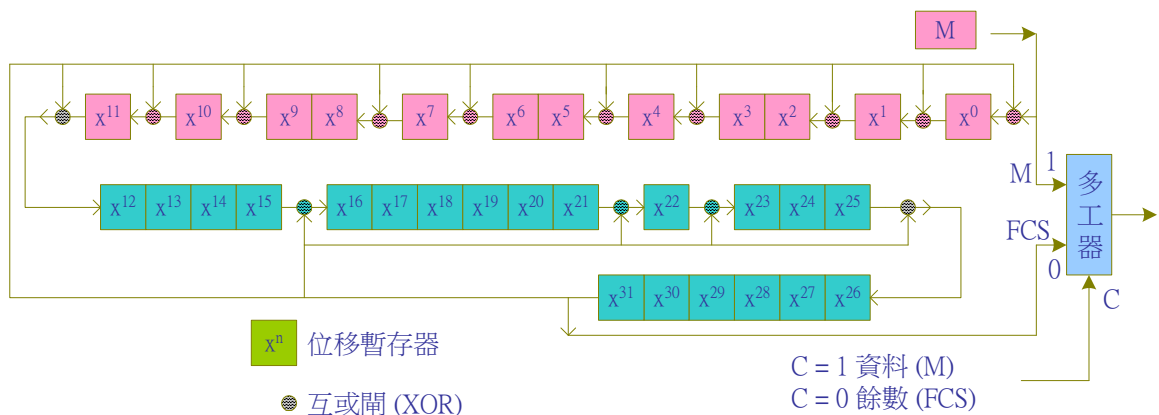 M
x¹¹ x¹⁰ x⁹ x⁸ x⁷ x⁶ x⁵ x⁴ x³ x² x¹ x⁰
M 1
多工器
x¹² x¹³ x¹⁴ x¹⁵ x¹⁶ x¹⁷ x¹⁸ x¹⁹ x²⁰ x²¹ x²² x²³ x²⁴ x²⁵
FCS
0
x³¹ x³⁰ x²⁹ x²⁸ x²⁷ x²⁶
C
xⁿ 位移暫存器
C = 1 資料 (M)
C = 0 餘數 (FCS)
互或閘 (XOR)